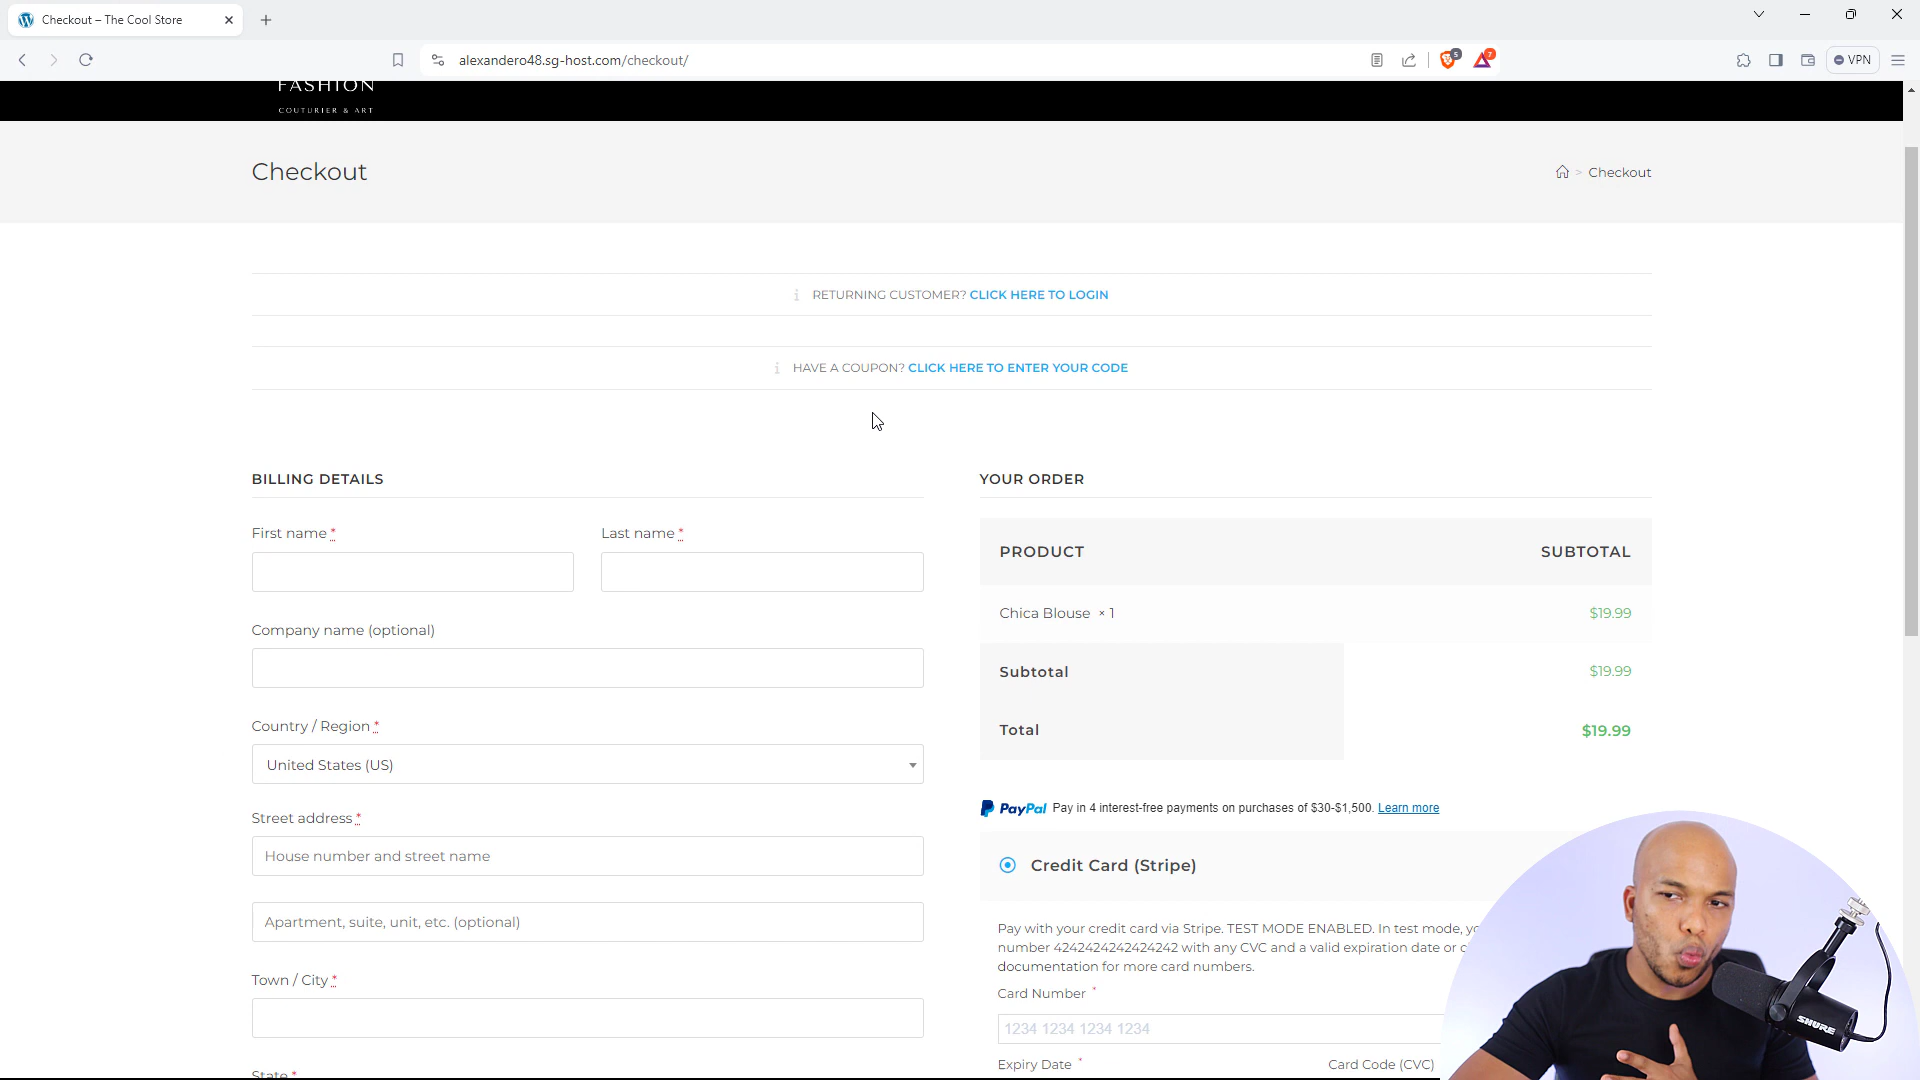 Checkout – The Cool Store
alexandero48.sg-host.com/checkout/
5
7
VPN
FASHION
COUTURIER & ART
Checkout
> Checkout
RETURNING CUSTOMER? CLICK HERE TO LOGIN
HAVE A COUPON? CLICK HERE TO ENTER YOUR CODE
BILLING DETAILS
First name *
Last name *
Company name (optional)
Country / Region *
United States (US)
Street address *
House number and street name
Apartment, suite, unit, etc. (optional)
Town / City *
State *
YOUR ORDER
PRODUCT SUBTOTAL
Chica Blouse × 1 $19.99
Subtotal $19.99
Total $19.99
PayPal Pay in 4 interest-free payments on purchases of $30-$1,500. Learn more
Credit Card (Stripe)
Pay with your credit card via Stripe. TEST MODE ENABLED. In test mode,
number 4242424242424242 with any CVC and a valid expiration date or
documentation for more card numbers.
Card Number *
1234 1234 1234 1234
Expiry Date *
Card Code (CVC)
SHURE